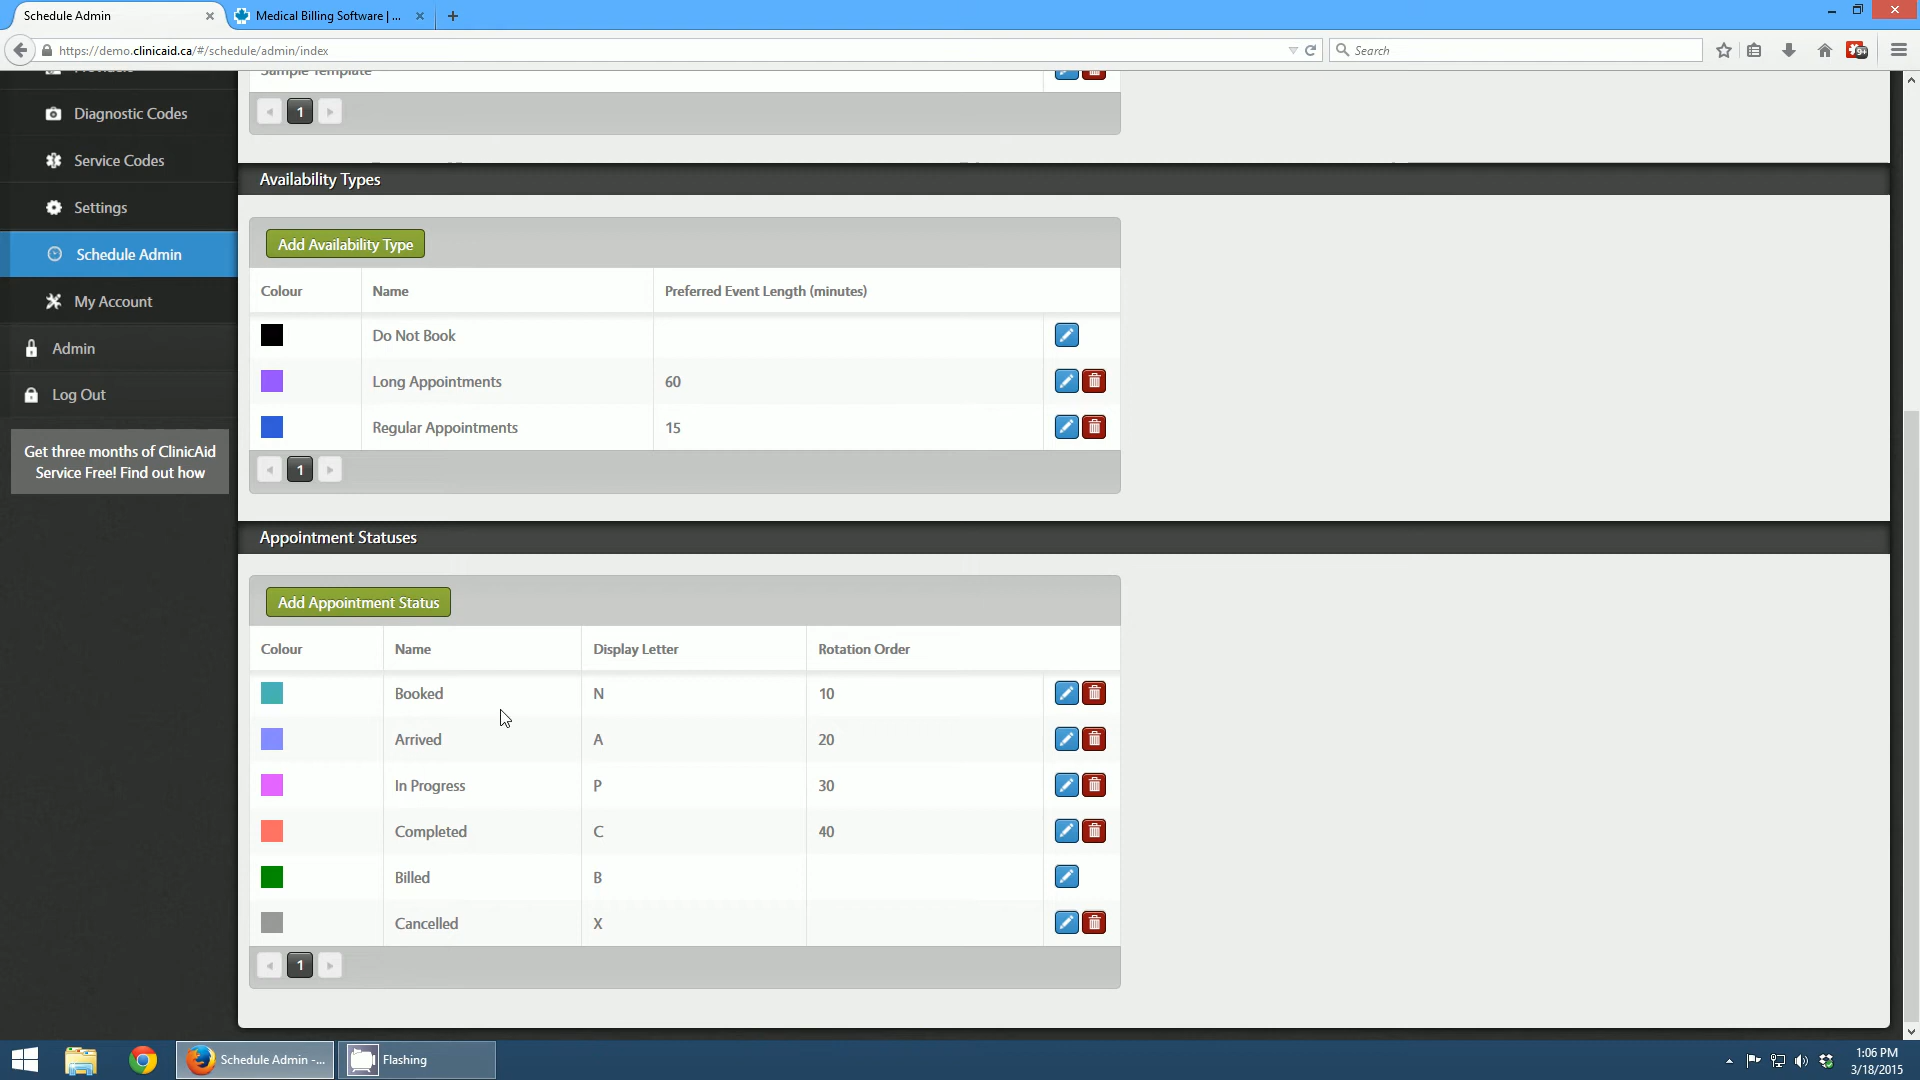 Schedule Admin
Medical Billing Software | ...
https://demo.clinicaid.ca/#/schedule/admin/index
Search
9+
Providers
Diagnostic Codes
Service Codes
Settings
Schedule Admin
My Account
Admin
Log Out
Get three months of ClinicAid
Service Free! Find out how
Sample Template
1
Availability Types
Add Availability Type
Colour Name Preferred Event Length (minutes)
Do Not Book
Long Appointments 60
Regular Appointments 15
1
Appointment Statuses
Add Appointment Status
Colour Name Display Letter Rotation Order
Booked N 10
Arrived A 20
In Progress P 30
Completed C 40
Billed B
Cancelled X
1
Schedule Admin -...
Flashing
1:06 PM
3/18/2015